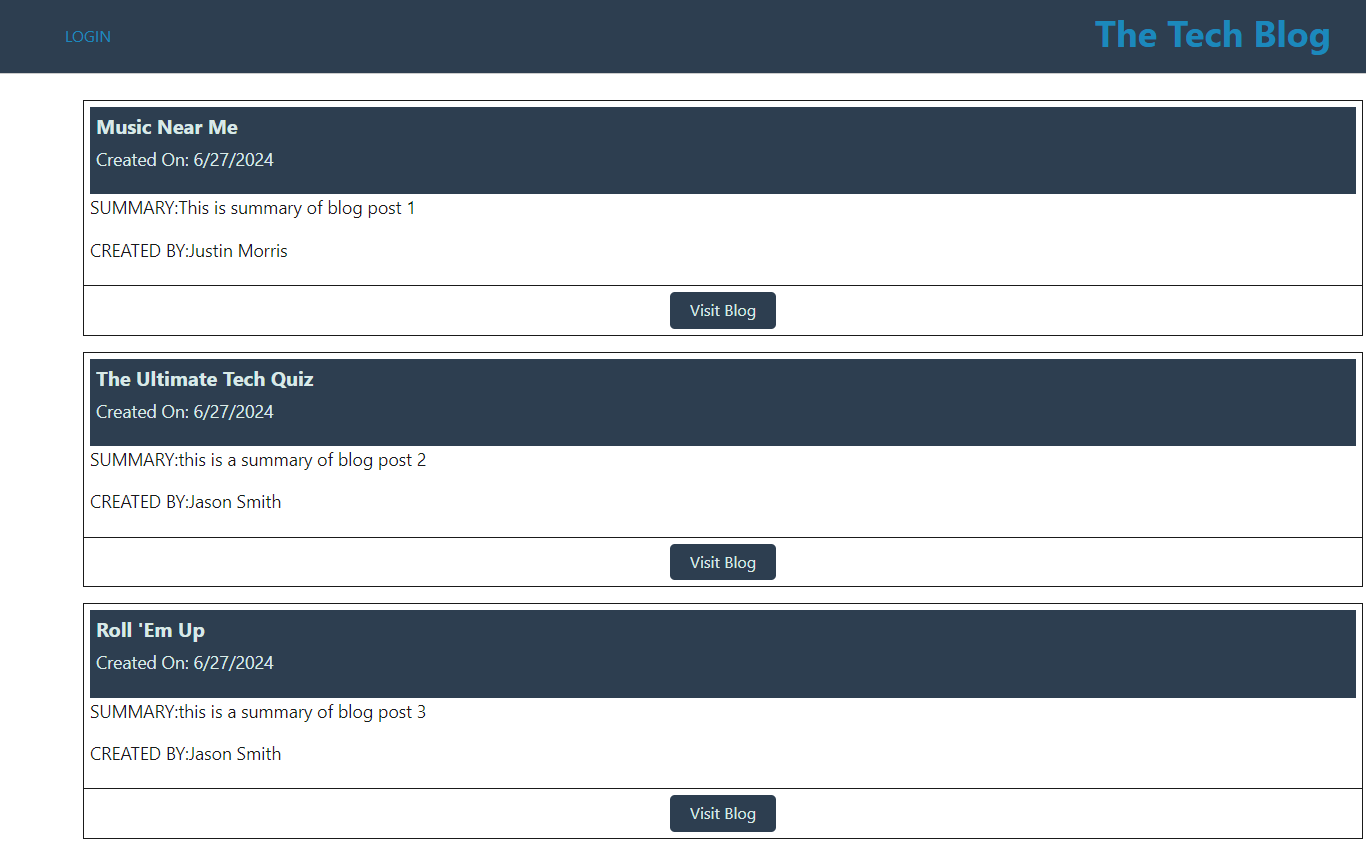 LOGIN
The Tech Blog
Music Near Me
Created On: 6/27/2024
SUMMARY:This is summary of blog post 1
CREATED BY:Justin Morris
Visit Blog
The Ultimate Tech Quiz
Created On: 6/27/2024
SUMMARY:this is a summary of blog post 2
CREATED BY:Jason Smith
Visit Blog
Roll 'Em Up
Created On: 6/27/2024
SUMMARY:this is a summary of blog post 3
CREATED BY:Jason Smith
Visit Blog